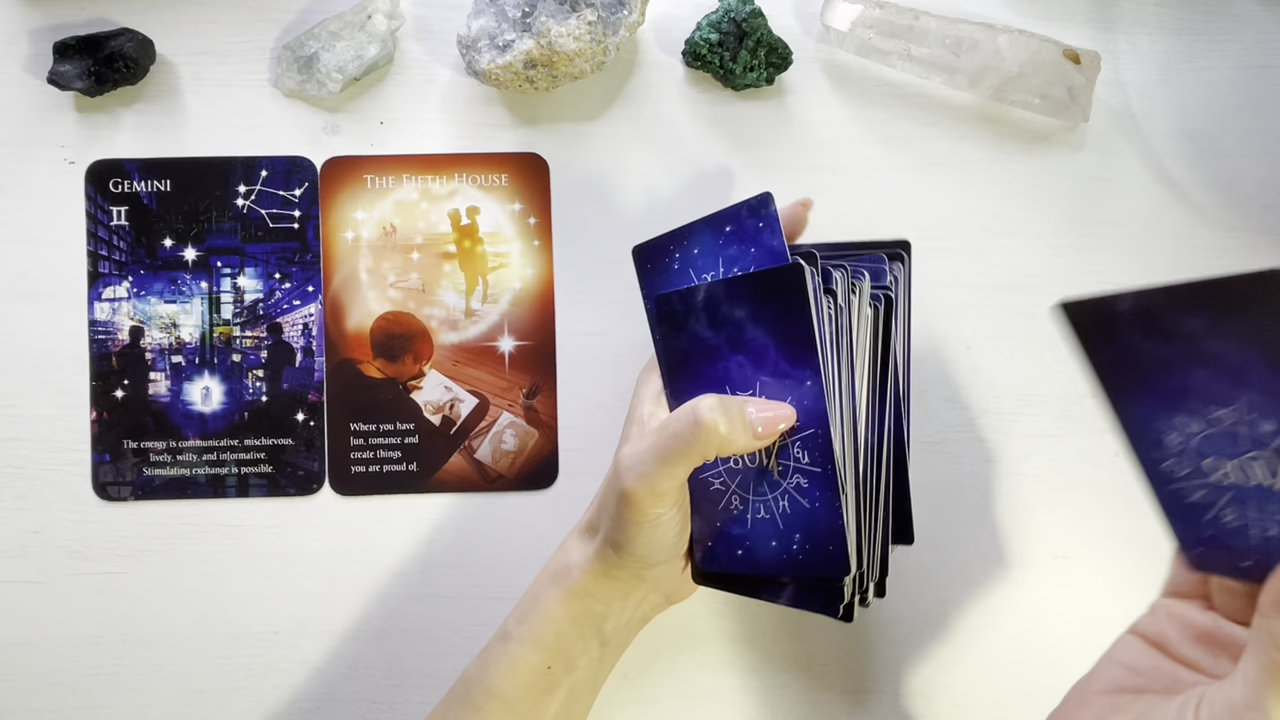 GEMINI
♊
The energy is communicative, mischievous,
lively, witty, and informative.
Stimulating exchange is possible.
THE FIFTH HOUSE
Where you have
fun, romance and
create things
you are proud of.